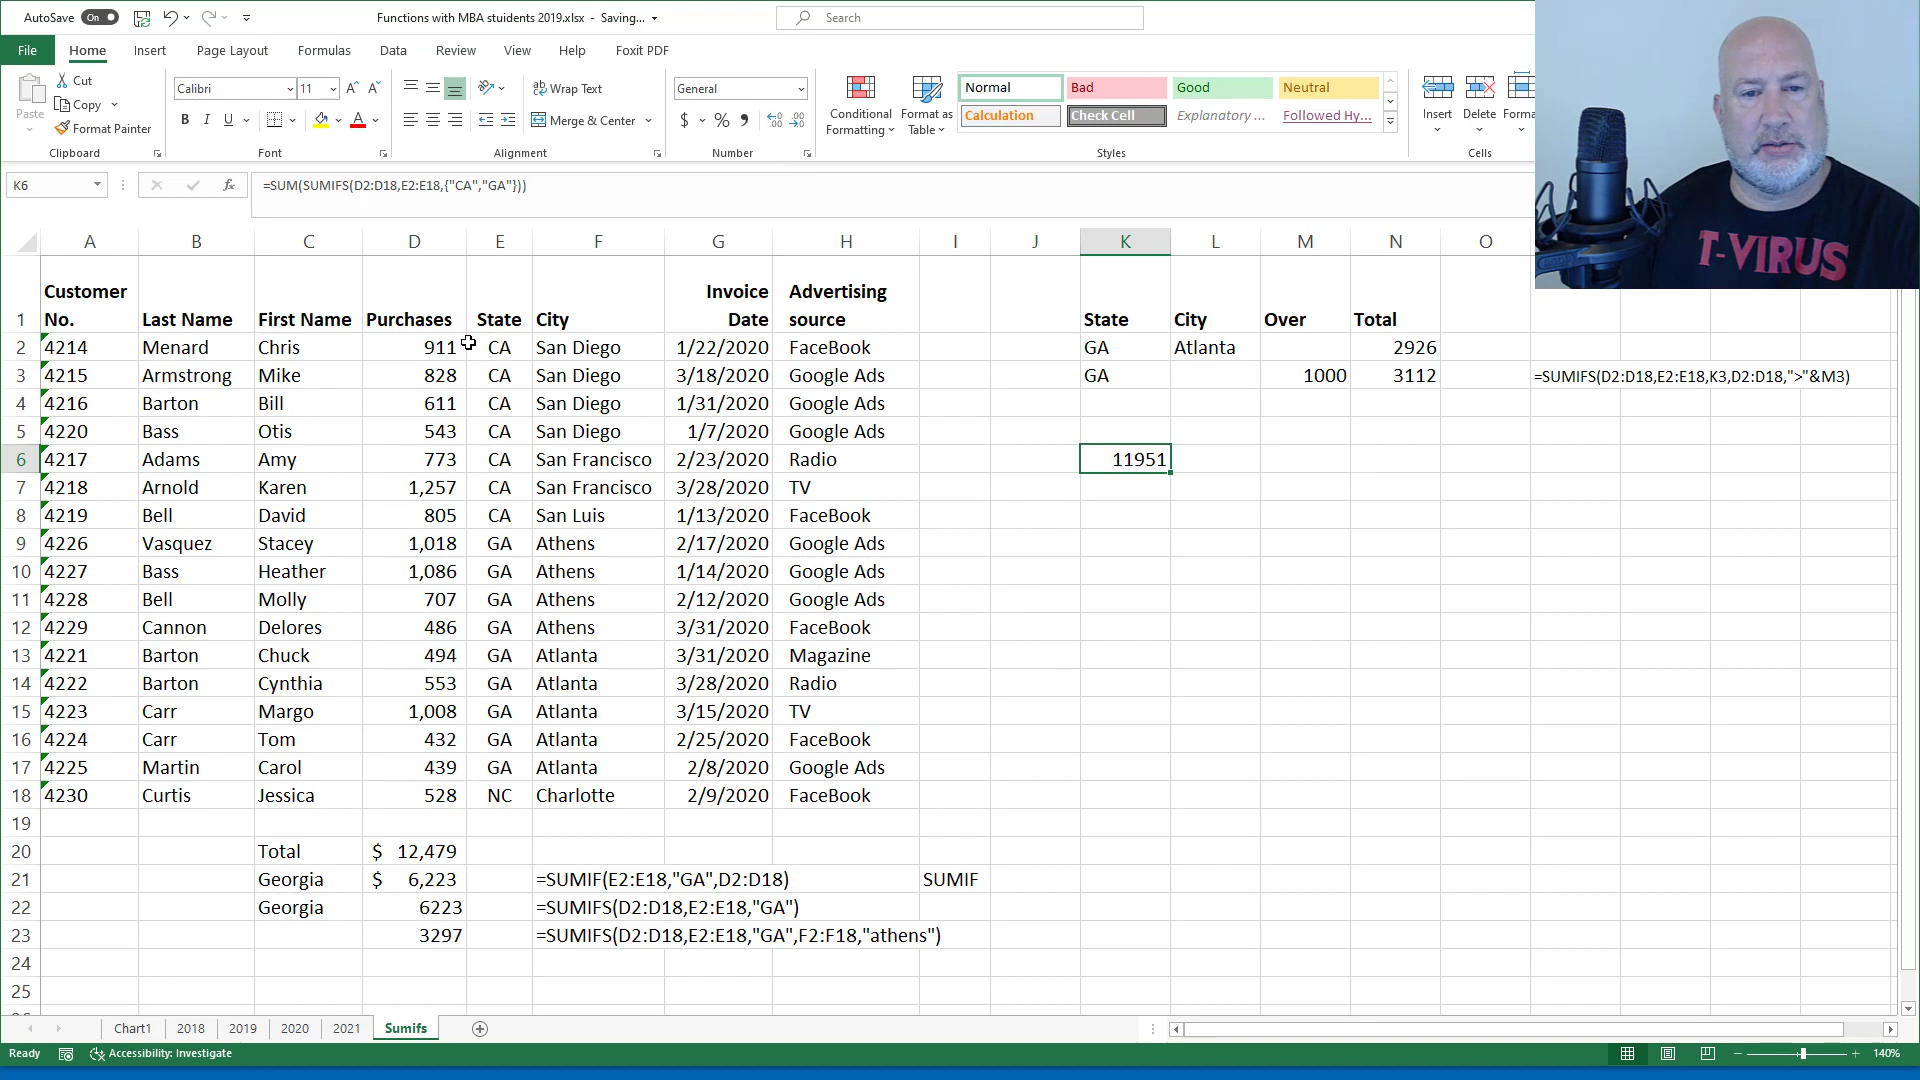 AutoSave On Functions with MBA stuidents 2019.xlsx - Saving... Search
File Home Insert Page Layout Formulas Data Review View Help Foxit PDF
Paste Cut Copy Format Painter Clipboard
Calibri 11 B I U A A A Font
Wrap Text Merge & Center Alignment
General $ % Number
Conditional Formatting Format as Table
Normal Bad Good Neutral
Calculation Check Cell Explanatory ... Followed Hy...
Styles
Insert Delete Forma
Cells
T-VIRUS
K6 fx =SUM(SUMIFS(D2:D18,E2:E18,{"CA","GA"}))
A B C D E F G H I J K L M N O
1 Customer No. Last Name First Name Purchases State City Invoice Date Advertising source State City Over Total
2 4214 Menard Chris 911 CA San Diego 1/22/2020 FaceBook GA Atlanta 2926
3 4215 Armstrong Mike 828 CA San Diego 3/18/2020 Google Ads GA 1000 3112 =SUMIFS(D2:D18,E2:E18,K3,D2:D18,">"&M3)
4 4216 Barton Bill 611 CA San Diego 1/31/2020 Google Ads
5 4220 Bass Otis 543 CA San Diego 1/7/2020 Google Ads
6 4217 Adams Amy 773 CA San Francisco 2/23/2020 Radio 11951
7 4218 Arnold Karen 1,257 CA San Francisco 3/28/2020 TV
8 4219 Bell David 805 CA San Luis 1/13/2020 FaceBook
9 4226 Vasquez Stacey 1,018 GA Athens 2/17/2020 Google Ads
10 4227 Bass Heather 1,086 GA Athens 1/14/2020 Google Ads
11 4228 Bell Molly 707 GA Athens 2/12/2020 Google Ads
12 4229 Cannon Delores 486 GA Athens 3/31/2020 FaceBook
13 4221 Barton Chuck 494 GA Atlanta 3/31/2020 Magazine
14 4222 Barton Cynthia 553 GA Atlanta 3/28/2020 Radio
15 4223 Carr Margo 1,008 GA Atlanta 3/15/2020 TV
16 4224 Carr Tom 432 GA Atlanta 2/25/2020 FaceBook
17 4225 Martin Carol 439 GA Atlanta 2/8/2020 Google Ads
18 4230 Curtis Jessica 528 NC Charlotte 2/9/2020 FaceBook
19
20 Total $ 12,479
21 Georgia $ 6,223 =SUMIF(E2:E18,"GA",D2:D18) SUMIF
22 Georgia 6223 =SUMIFS(D2:D18,E2:E18,"GA")
23 3297 =SUMIFS(D2:D18,E2:E18,"GA",F2:F18,"athens")
24
25
Chart1 2018 2019 2020 2021 Sumifs
Ready Accessibility: Investigate 140%